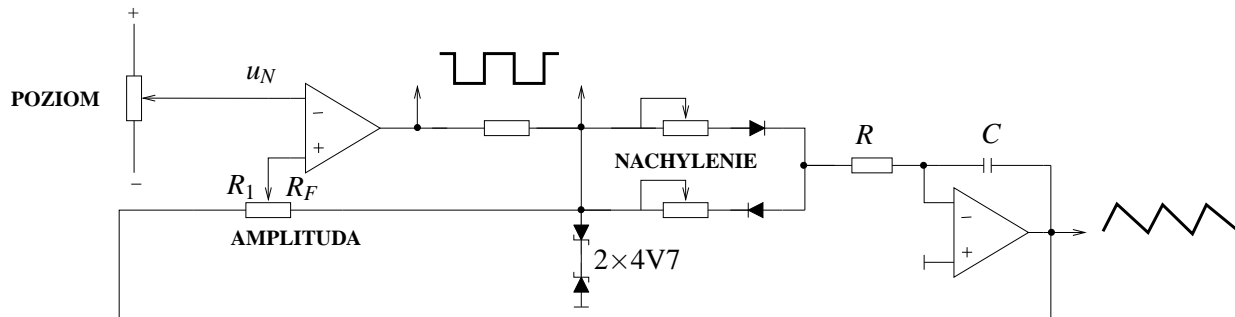 +
POZIOM
u_N
−
+
−
R_1
R_F
AMPLITUDA
NACHYLENIE
2×4V7
R
C
−
+